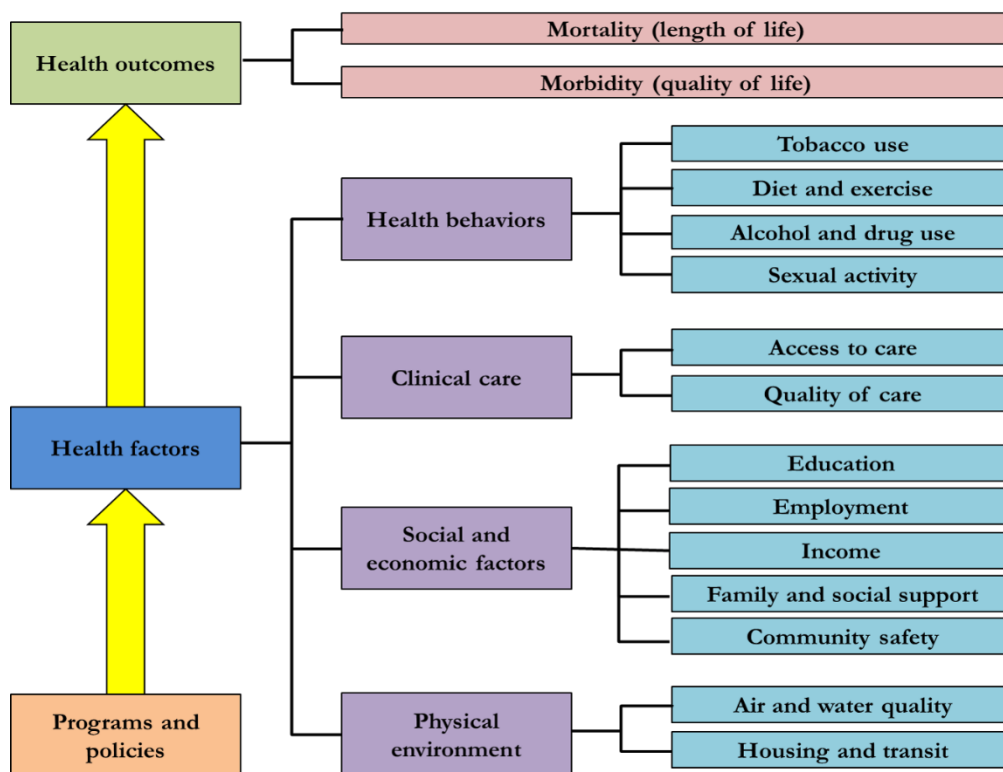 Health outcomes
Mortality (length of life)
Morbidity (quality of life)
Health factors
Health behaviors
Tobacco use
Diet and exercise
Alcohol and drug use
Sexual activity
Clinical care
Access to care
Quality of care
Social and
economic factors
Education
Employment
Income
Family and social support
Community safety
Programs and
policies
Physical
environment
Air and water quality
Housing and transit